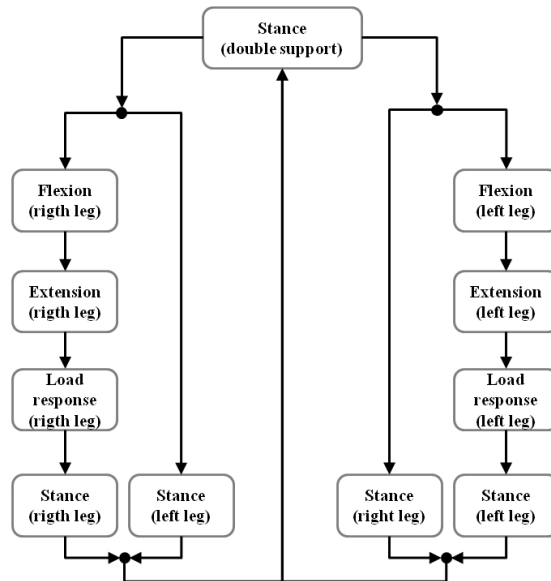 Stance
(double support)
Flexion
(rigth leg)
Flexion
(left leg)
Extension
(rigth leg)
Extension
(left leg)
Load
response
(rigth leg)
Load
response
(left leg)
Stance
(rigth leg)
Stance
(left leg)
Stance
(right leg)
Stance
(left leg)